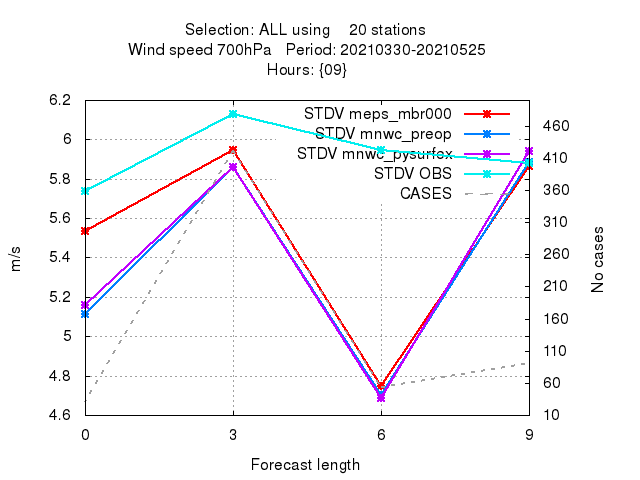 Selection: ALL using 20 stations
Wind speed 700hPa Period: 20210330-20210525
Hours: {09}
6.2
6
5.8
5.6
5.4
5.2
5
4.8
4.6
m/s
STDV meps_mbr000
STDV mnwc_preop
STDV mnwc_pysurfex
STDV OBS
CASES
460
410
360
310
260
210
160
110
60
10
No cases
0 3 6 9
Forecast length